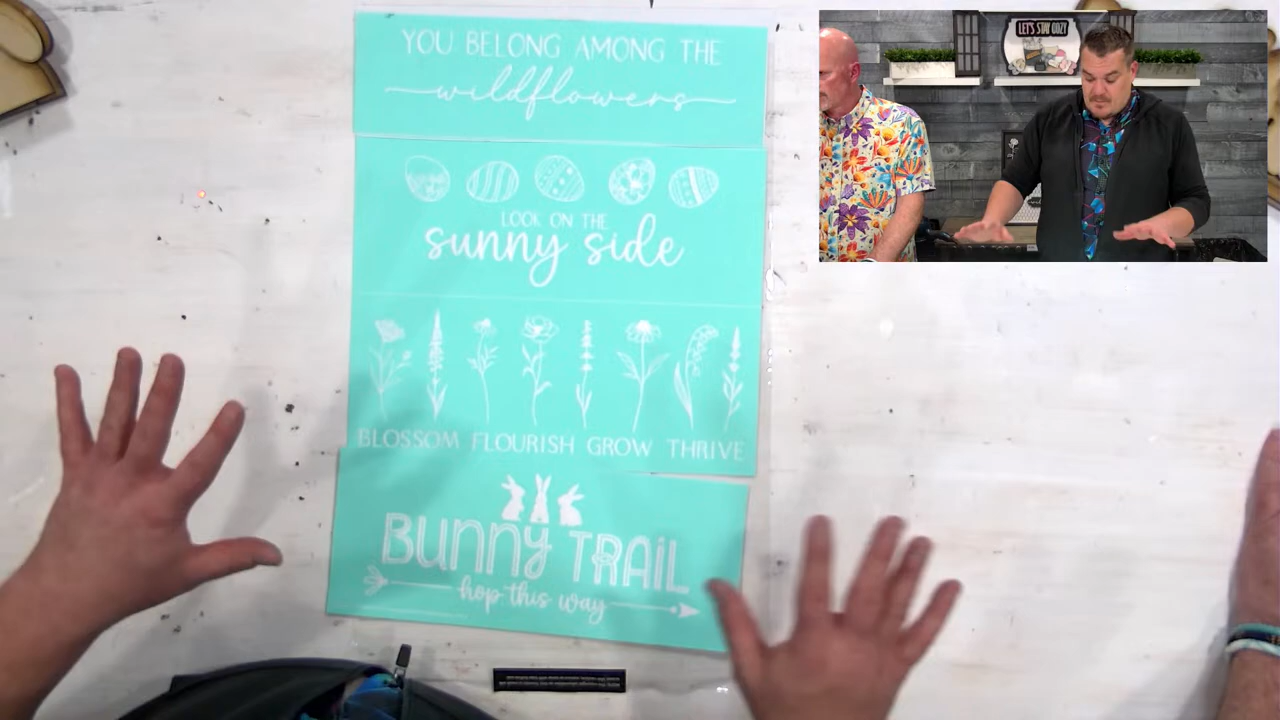 YOU BELONG AMONG THE
wildflowers
LOOK ON THE
sunny side
BLOSSOM FLOURISH GROW THRIVE
BUNNY TRAIL
hop this way
LET'S STAY COZY